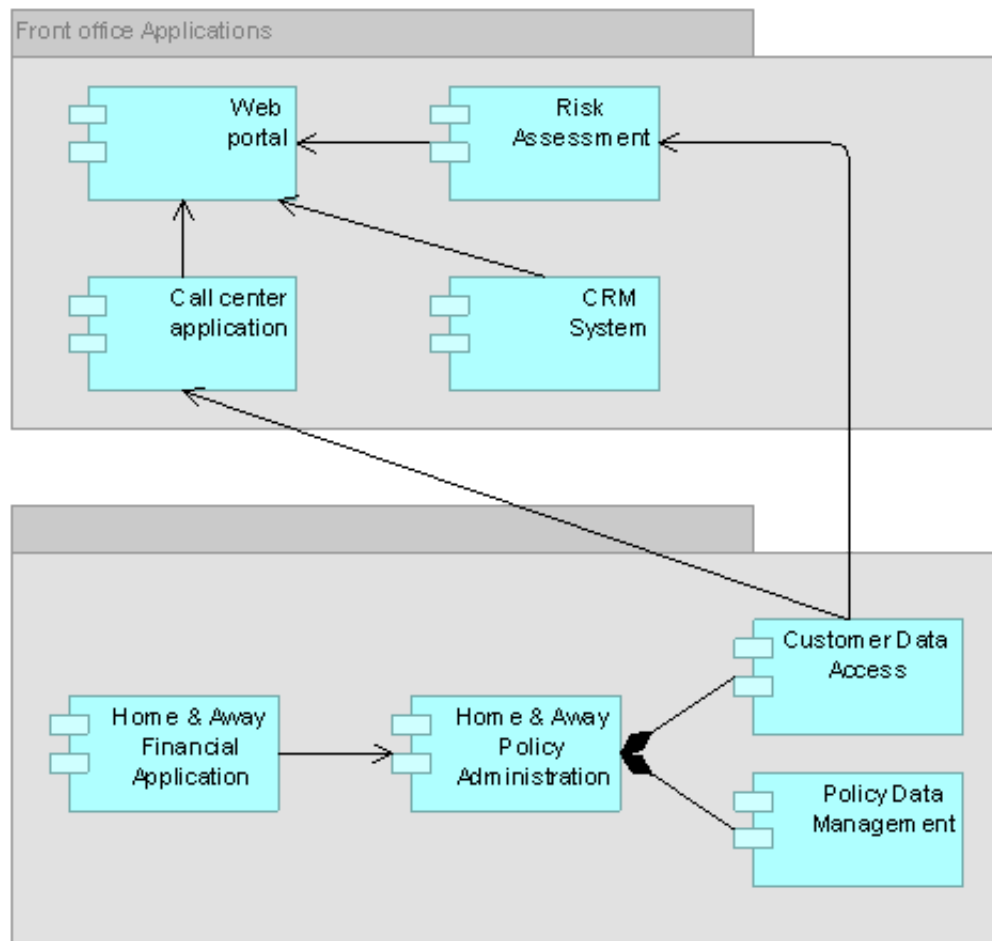 Front office Applications
Web
portal
Risk
Assessment
Call center
application
CRM
System
Customer Data
Access
Home & Away
Financial
Application
Home & Away
Policy
Administration
Policy Data
Management